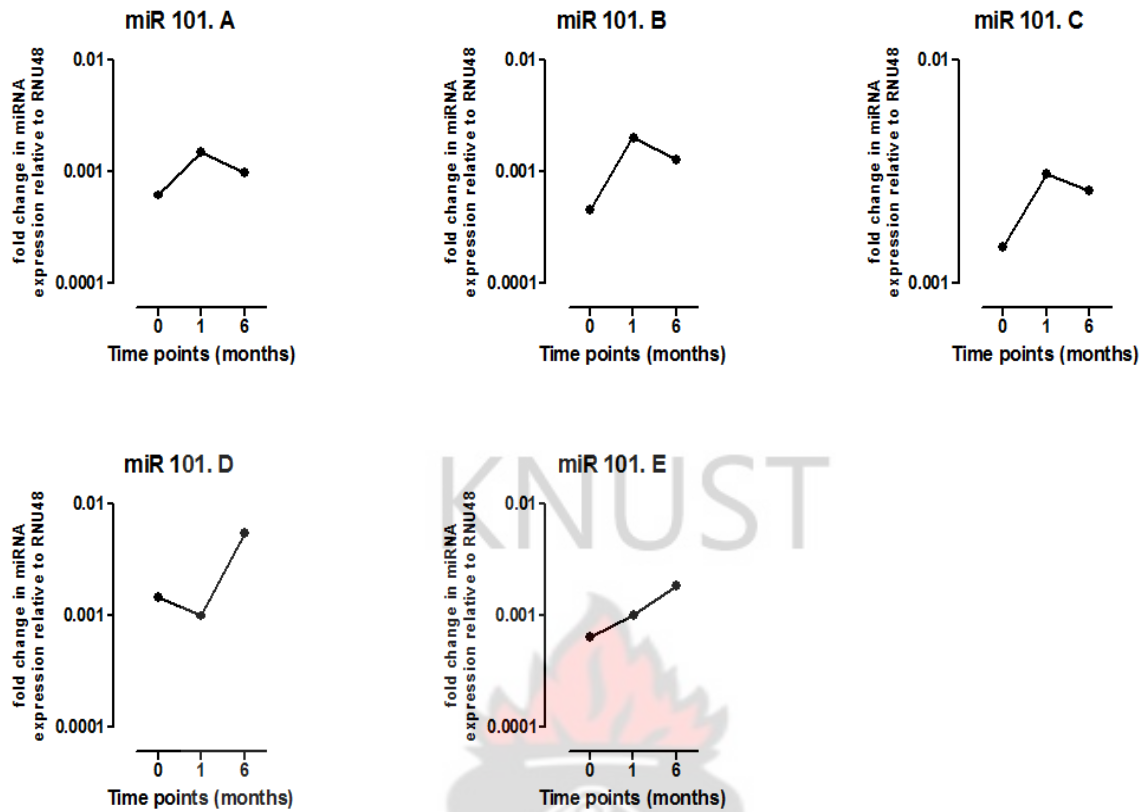 miR 101. A
fold change in miRNA
expression relative to RNU48
0.01
0.001
0.0001
0 1 6
Time points (months)
miR 101. B
fold change in miRNA
expression relative to RNU48
0.01
0.001
0.0001
0 1 6
Time points (months)
miR 101. C
fold change in miRNA
expression relative to RNU48
0.01
0.001
0 1 6
Time points (months)
miR 101. D
fold change in miRNA
expression relative to RNU48
0.01
0.001
0.0001
0 1 6
Time points (months)
miR 101. E
fold change in miRNA
expression relative to RNU48
0.01
0.001
0.0001
0 1 6
Time points (months)
KNUST